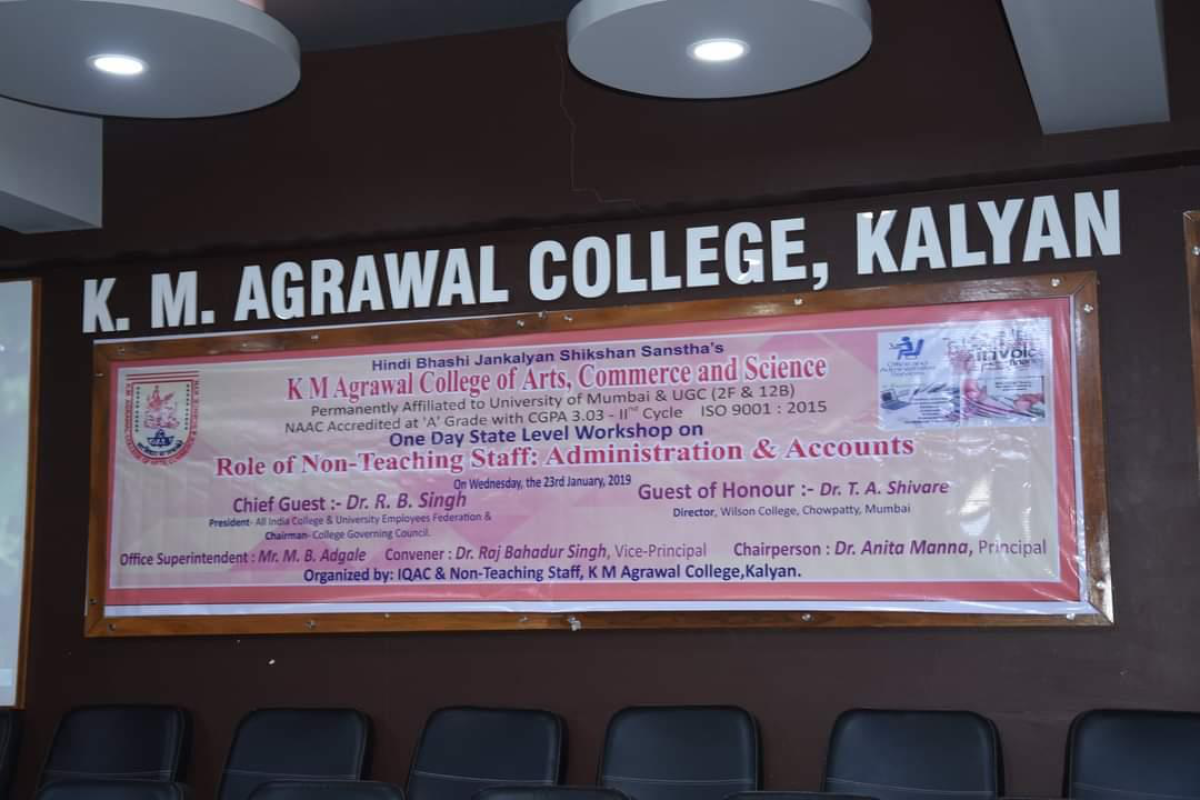 K. M. AGRAWAL COLLEGE, KALYAN
Hindi Bhashi Jankalyan Shikshan Sanstha's
K M Agrawal College of Arts, Commerce and Science
Permanently Affiliated to University of Mumbai & UGC (2F & 12B)
NAAC Accredited at 'A' Grade with CGPA 3.03 - IInd Cycle ISO 9001 : 2015
One Day State Level Workshop on
Role of Non-Teaching Staff: Administration & Accounts
On Wednesday, the 23rd January, 2019
Chief Guest :- Dr. R. B. Singh
President- All India College & University Employees Federation &
Chairman- College Governing Council.
Guest of Honour :- Dr. T. A. Shivare
Director, Wilson College, Chowpatty, Mumbai
Office Superintendent : Mr. M. B. Adgale Convener : Dr. Raj Bahadur Singh, Vice-Principal Chairperson : Dr. Anita Manna, Principal
Organized by: IQAC & Non-Teaching Staff, K M Agrawal College,Kalyan.